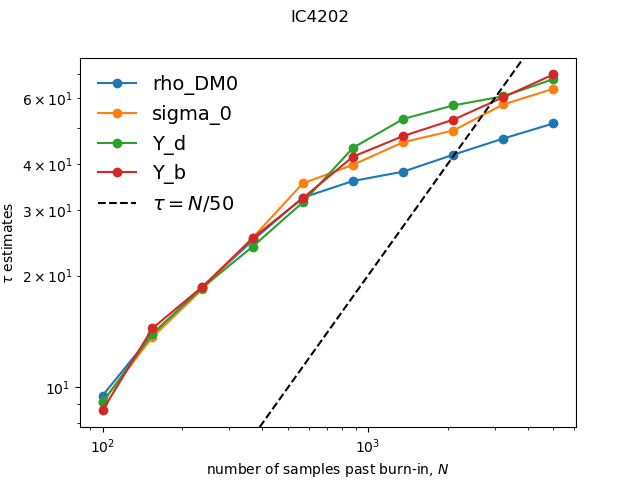 IC4202
rho_DM0
sigma_0
Y_d
Y_b
τ = N/50
τ estimates
6 × 10¹
4 × 10¹
3 × 10¹
2 × 10¹
10¹
10² 10³
number of samples past burn-in, N